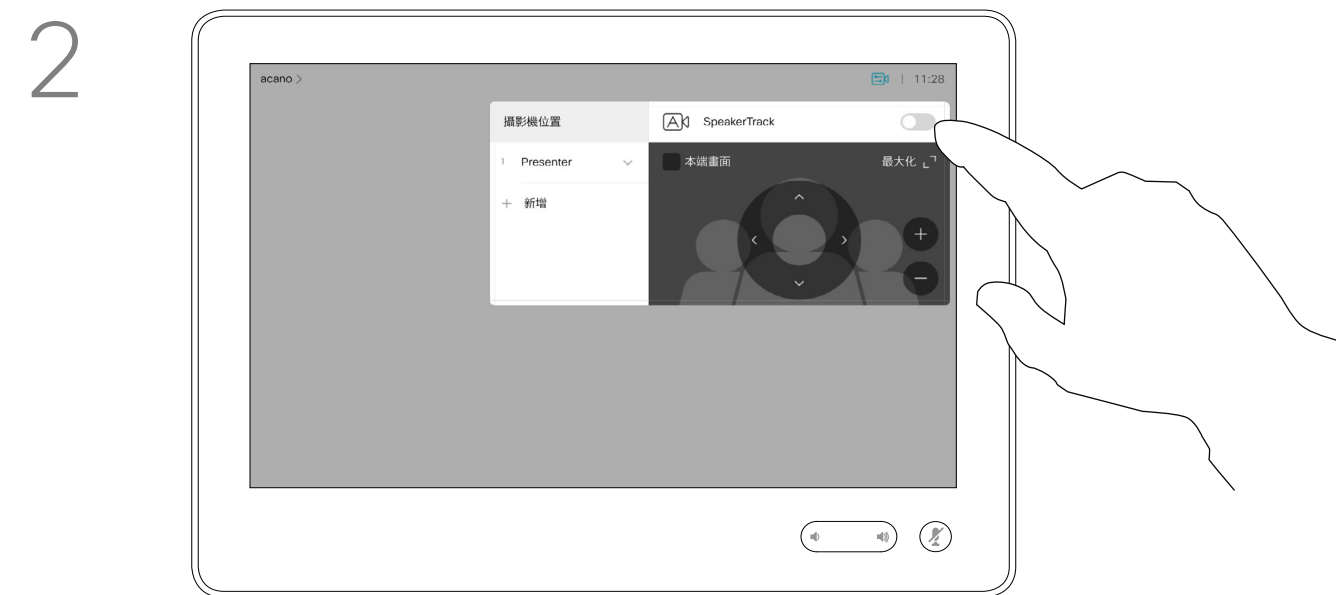 2
acano >
11:28
攝影機位置
SpeakerTrack
1 Presenter
本端畫面
最大化
+ 新增